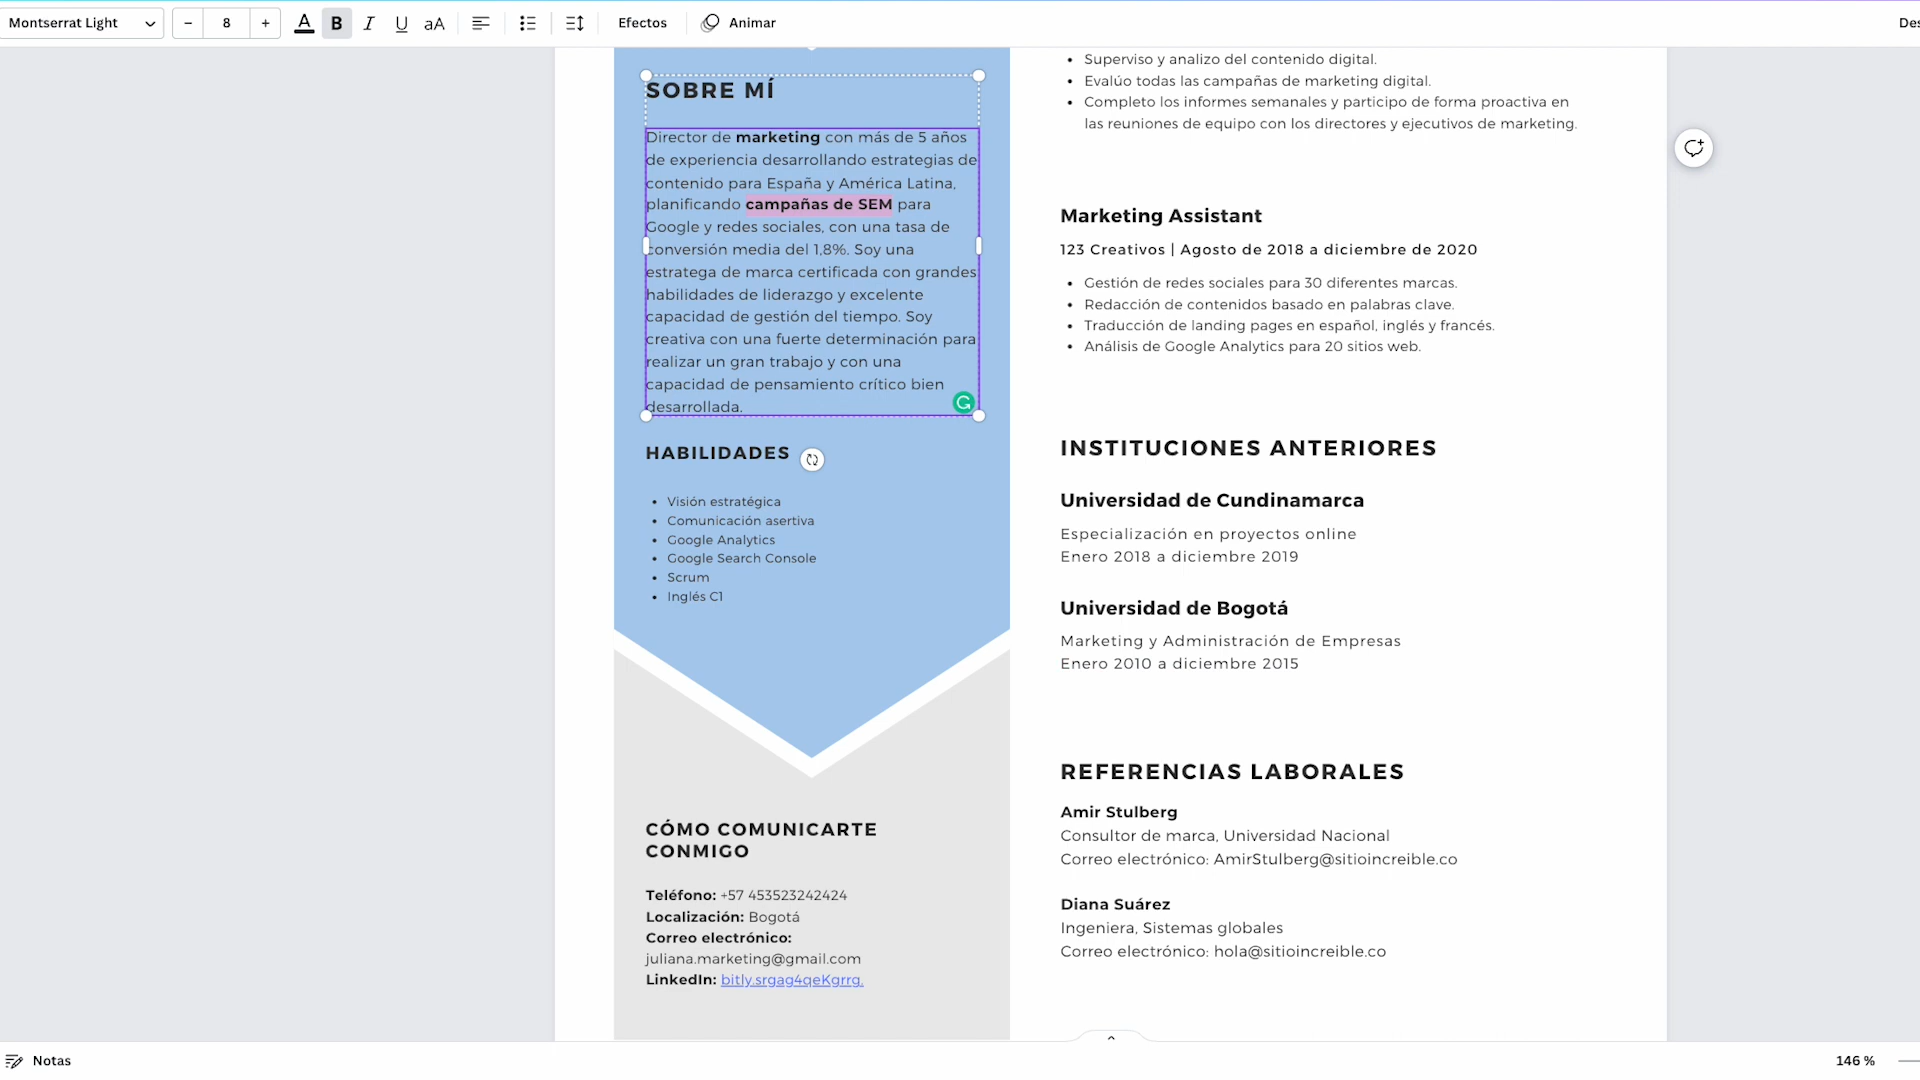 Montserrat Light
− 8 +
A B I U aA
Efectos
Animar
SOBRE MÍ
Director de marketing con más de 5 años
de experiencia desarrollando estrategias de
contenido para España y América Latina,
planificando campañas de SEM para
Google y redes sociales, con una tasa de
conversión media del 1,8%. Soy una
estratega de marca certificada con grandes
habilidades de liderazgo y excelente
capacidad de gestión del tiempo. Soy
creativa con una fuerte determinación para
realizar un gran trabajo y con una
capacidad de pensamiento crítico bien
desarrollada.
HABILIDADES
• Visión estratégica
• Comunicación asertiva
• Google Analytics
• Google Search Console
• Scrum
• Inglés C1
CÓMO COMUNICARTE
CONMIGO
Teléfono: +57 453523242424
Localización: Bogotá
Correo electrónico:
juliana.marketing@gmail.com
LinkedIn: bitly.srgag4qeKgrrg.
• Superviso y analizo del contenido digital.
• Evalúo todas las campañas de marketing digital.
• Completo los informes semanales y participo de forma proactiva en
las reuniones de equipo con los directores y ejecutivos de marketing.
Marketing Assistant
123 Creativos | Agosto de 2018 a diciembre de 2020
• Gestión de redes sociales para 30 diferentes marcas.
• Redacción de contenidos basado en palabras clave.
• Traducción de landing pages en español, inglés y francés.
• Análisis de Google Analytics para 20 sitios web.
INSTITUCIONES ANTERIORES
Universidad de Cundinamarca
Especialización en proyectos online
Enero 2018 a diciembre 2019
Universidad de Bogotá
Marketing y Administración de Empresas
Enero 2010 a diciembre 2015
REFERENCIAS LABORALES
Amir Stulberg
Consultor de marca, Universidad Nacional
Correo electrónico: AmirStulberg@sitioincreible.co
Diana Suárez
Ingeniera, Sistemas globales
Correo electrónico: hola@sitioincreible.co
Notas
146 %